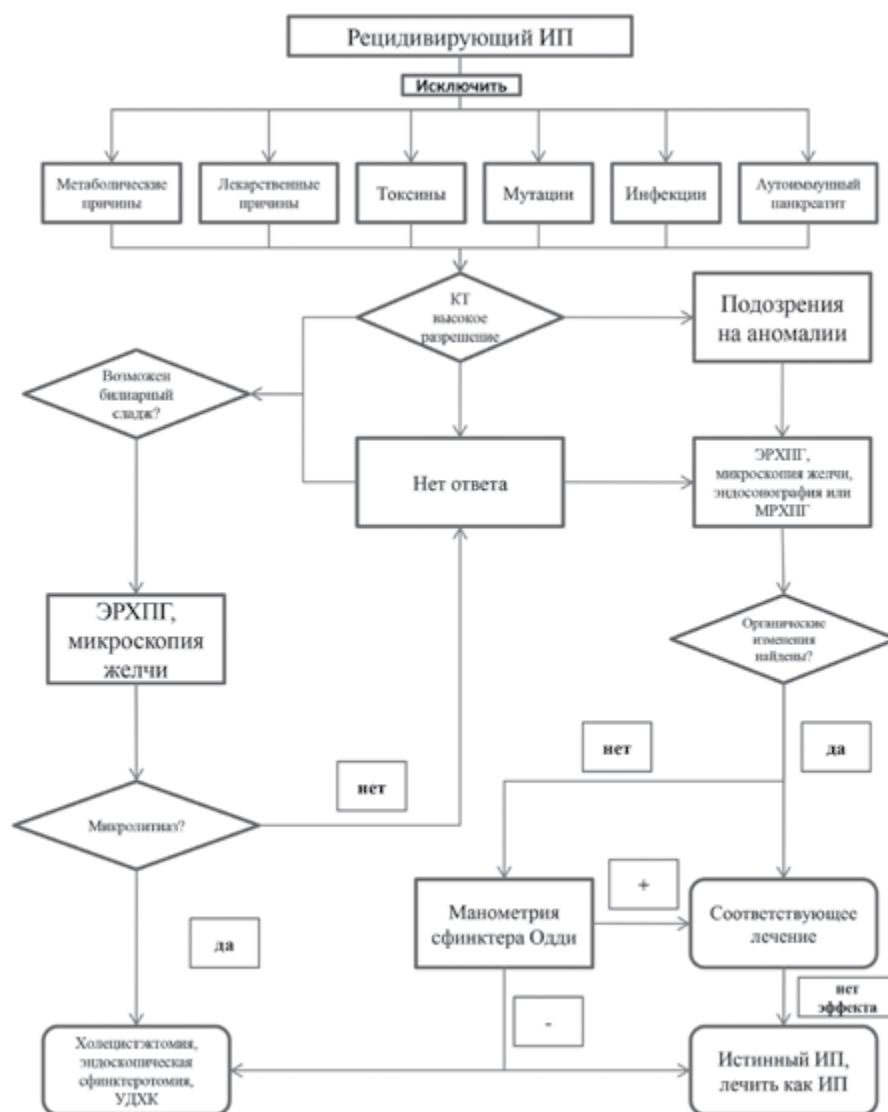 Рецидивирующий ИП
Исключить
Метаболические
причины
Лекарственные
причины
Токсины
Мутации
Инфекции
Аутоиммунный
панкреатит
КТ
высокое
разрешение
Подозрения
на аномалии
Возможен
билиарный
сладж?
Нет ответа
ЭРХПГ,
микроскопия желчи,
эндосонография или
МРХПГ
ЭРХПГ,
микроскопия
желчи
Органические
изменения
найдены?
нет
да
нет
Микролитиаз?
+
Манометрия
сфинктера Одди
Соответствующее
лечение
да
нет
эффекта
-
Холецистэктомия,
эндоскопическая
сфинктеротомия,
УДХК
Истинный ИП,
лечить как ИП